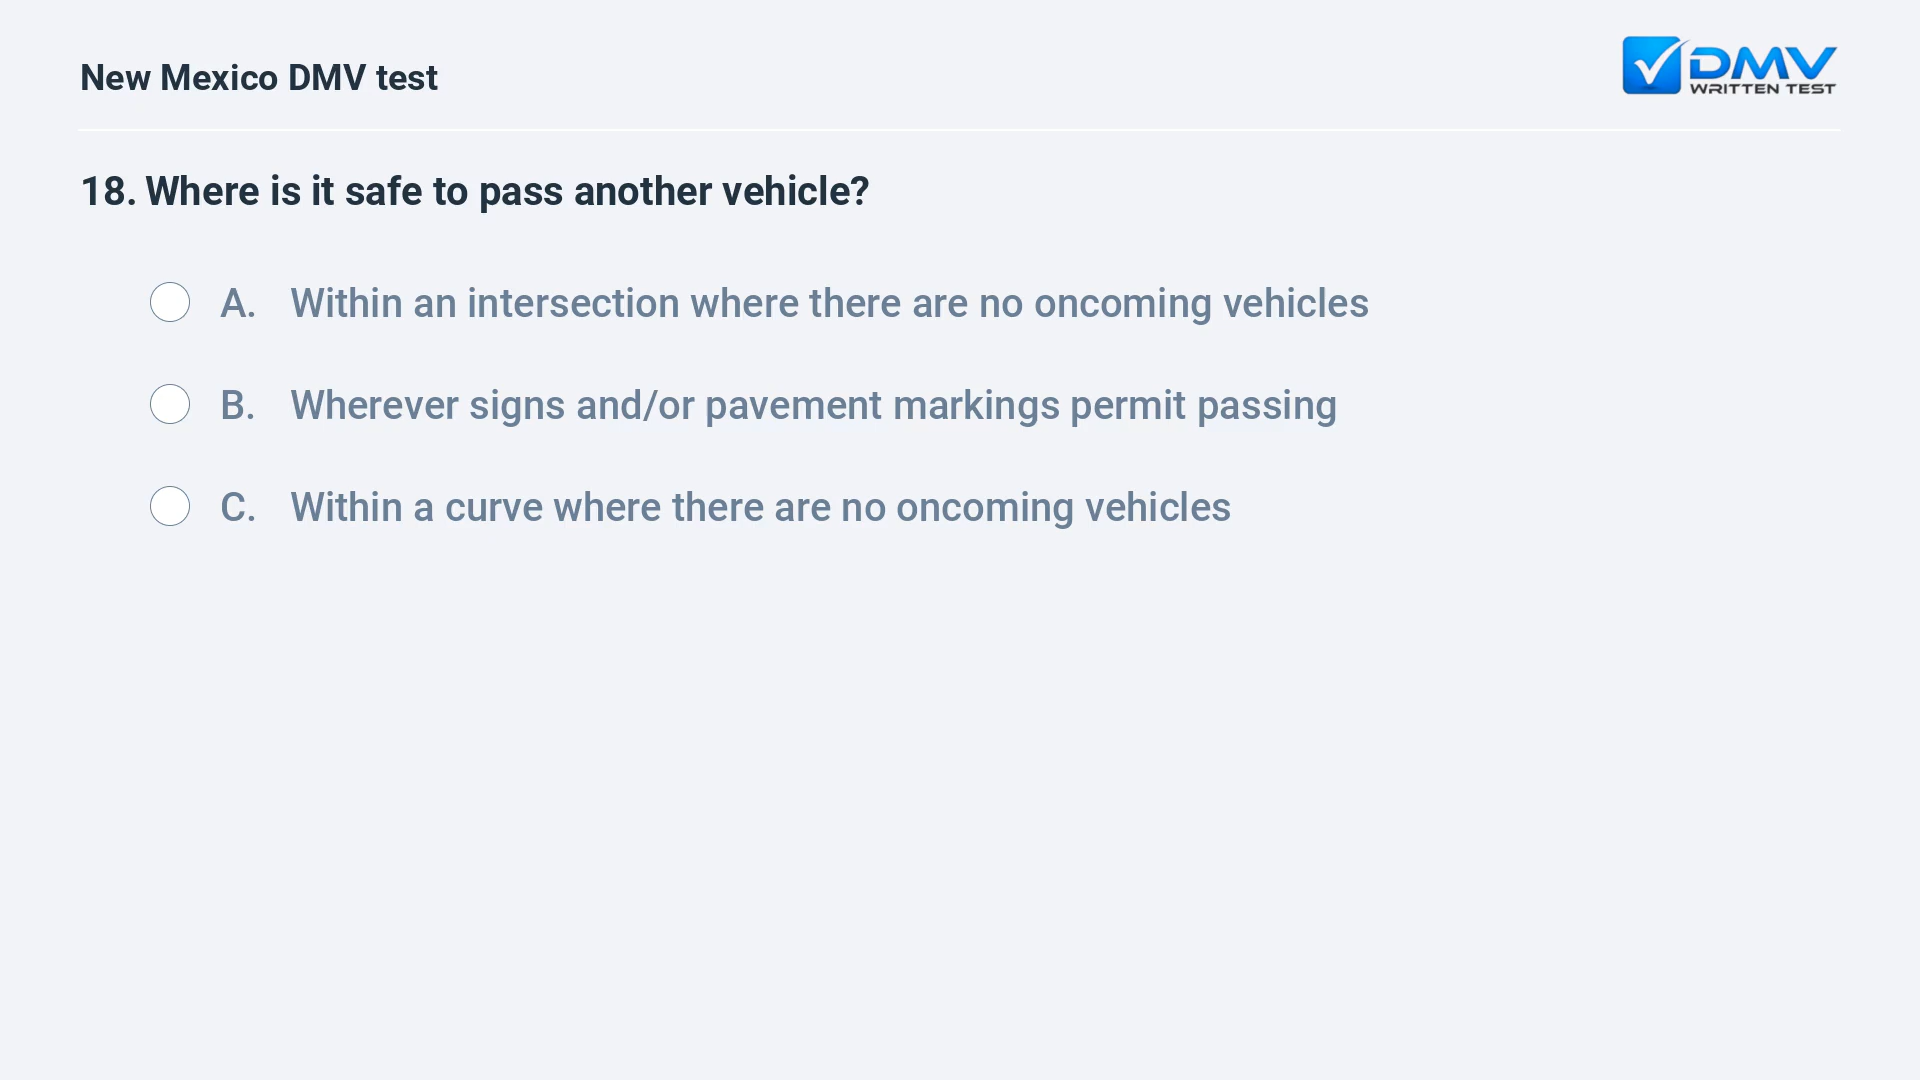 New Mexico DMV test
DMV
WRITTEN TEST
18. Where is it safe to pass another vehicle?
A. Within an intersection where there are no oncoming vehicles
B. Wherever signs and/or pavement markings permit passing
C. Within a curve where there are no oncoming vehicles